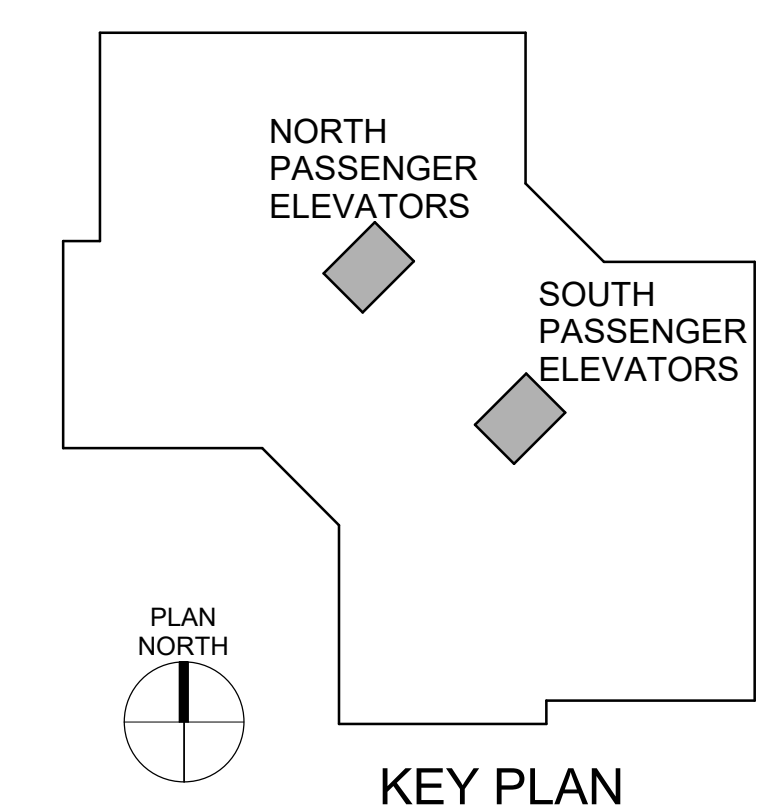 NORTH
PASSENGER
ELEVATORS
SOUTH
PASSENGER
ELEVATORS
PLAN
NORTH
KEY PLAN